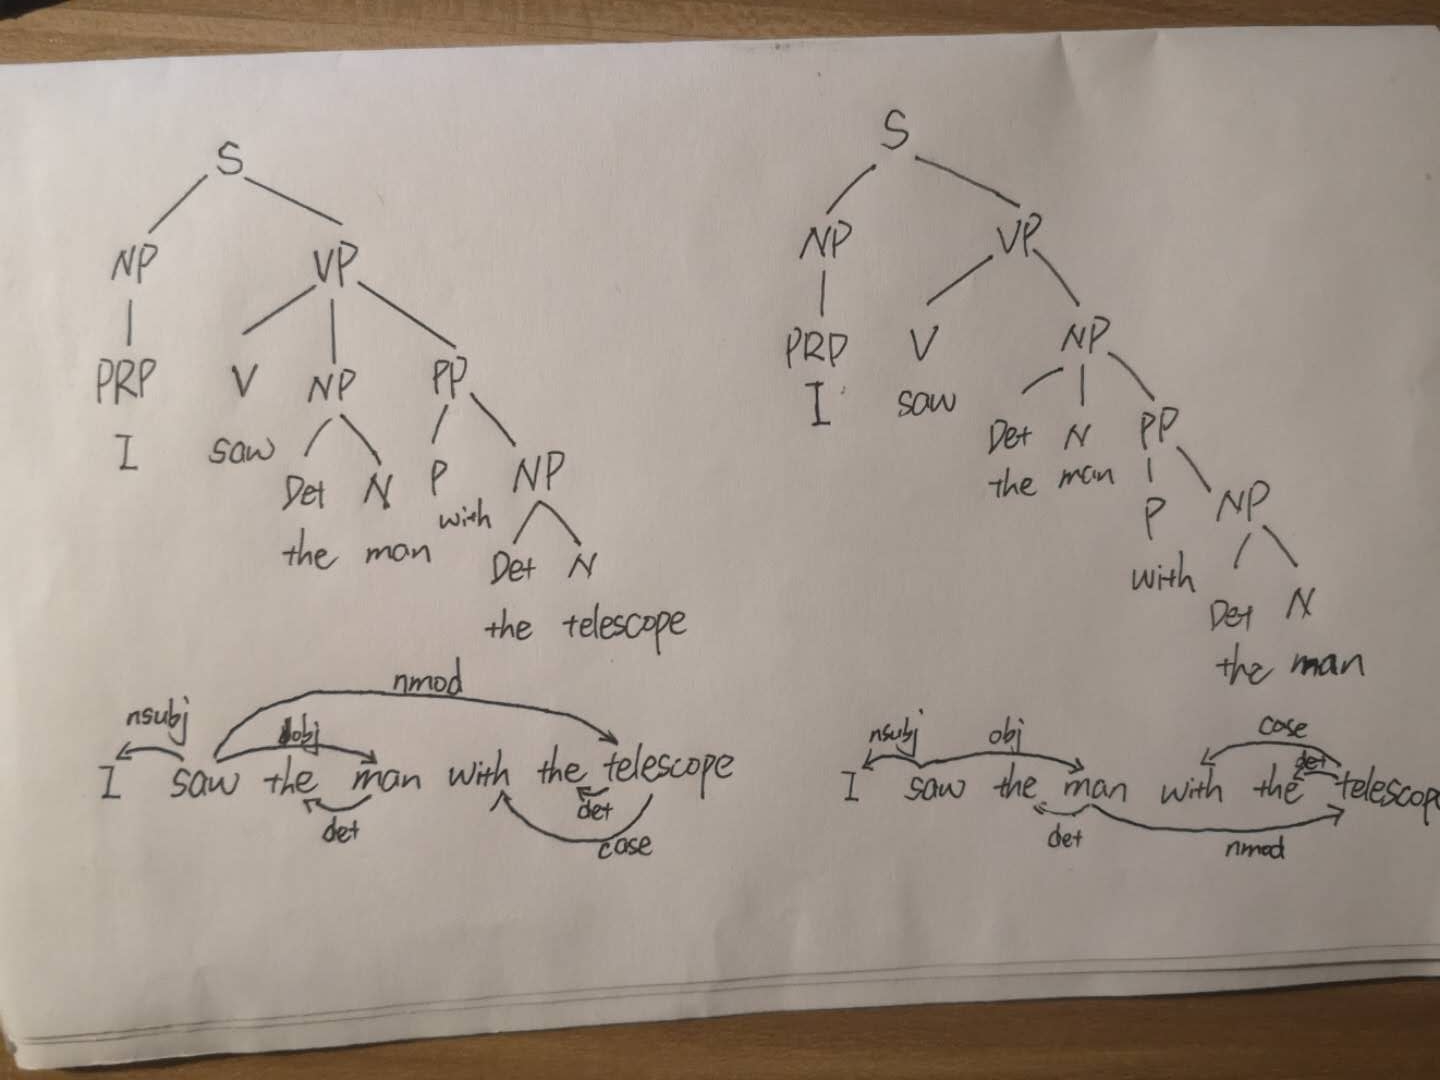 S
NP VP
PRP V NP PP
I saw Det N P NP
the man with Det N
the telescope
nmod
nsubj dobj
I saw the man with the telescope
det det
case
S
NP VP
PRP V NP
I saw Det N PP
the man P NP
with Det N
the man
nsubj obj case
det
I saw the man with the telescope
det nmod